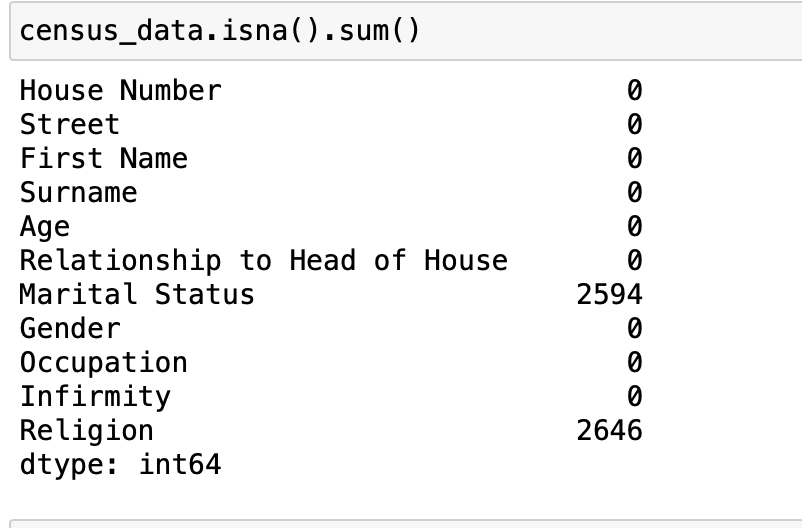 census_data.isna().sum()
House Number 0
Street 0
First Name 0
Surname 0
Age 0
Relationship to Head of House 0
Marital Status 2594
Gender 0
Occupation 0
Infirmity 0
Religion 2646
dtype: int64